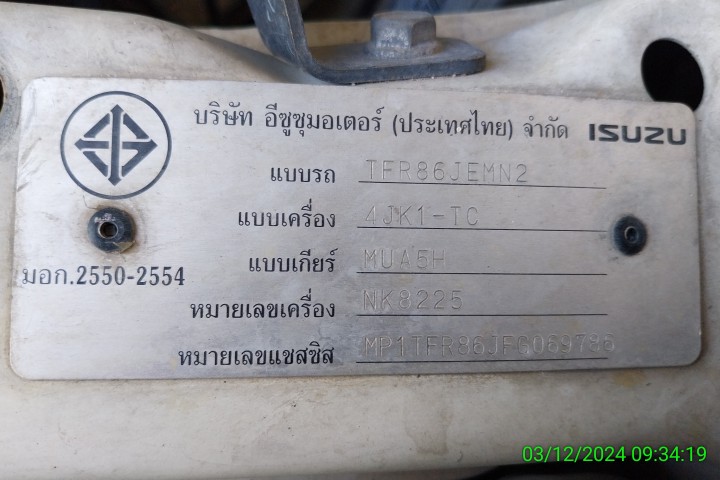 บริษัท อีซูซุมอเตอร์ (ประเทศไทย) จำกัด ISUZU
แบบรถ TFR86JEMN2
แบบเครื่อง 4JK1-TC
แบบเกียร์ MUA5H
มอก.2550-2554
หมายเลขเครื่อง NK8225
หมายเลขแชสซิส MP1TFR86JFG069786
03/12/2024 09:34:19